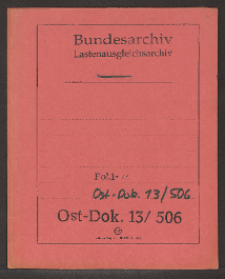 Bundesarchiv
Lastenausgleichsarchiv
Ost-Dok. 13/506
Ost-Dok. 13/ 506